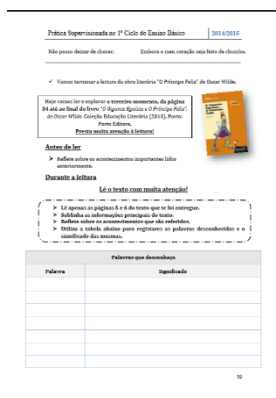 Prática Supervisionada no 1º Ciclo do Ensino Básico 2014/2015
Não posso deixar de chorar. Embora o meu coração seja feito de chumbo.
✓ Vamos terminar a leitura da obra literária "O Príncipe Feliz" de Oscar Wilde.
Hoje vamos ler e explorar o terceiro momento, da página
34 até ao final do livro "O Gigante Egoísta e O Príncipe Feliz",
de Oscar Wilde. Coleção Educação Literária (2013). Porto:
Porto Editora.
Presta muita atenção à leitura!
Antes de ler
➤ Reflete sobre os acontecimentos importantes lidos
anteriormente.
Durante a leitura
Lê o texto com muita atenção!
➤ Lê apenas as páginas 5 e 6 do texto que te foi entregue.
➤ Sublinha as informações principais do texto.
➤ Reflete sobre os acontecimentos que são referidos.
➤ Utiliza a tabela abaixo para registares as palavras desconhecidas e o
significado das mesmas.
Palavras que desconheço
Palavra Significado